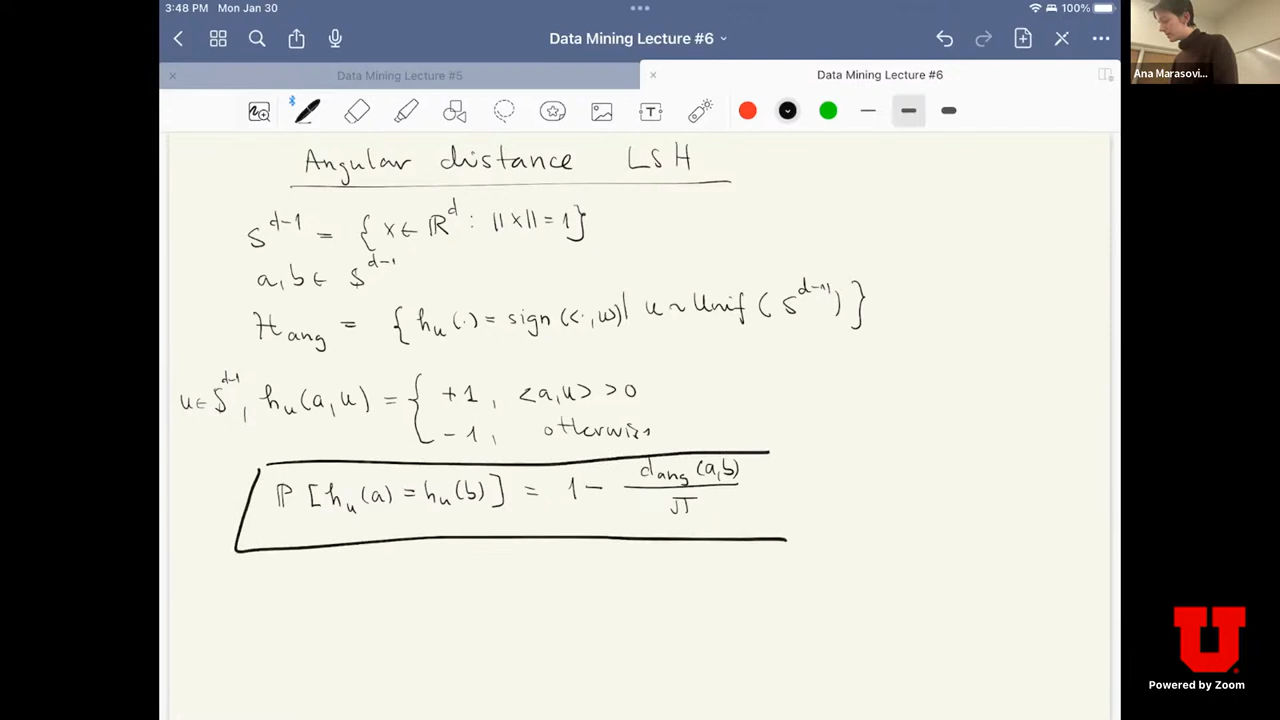 3:48 PM Mon Jan 30
100%
Data Mining Lecture #6
Data Mining Lecture #5
Data Mining Lecture #6
Ana Marasovi...
Angular distance LSH
S^{d-1} = { x ∈ ℝ^d : ||x|| = 1 }
a, b ∈ S^{d-1}
H_ang = { h_u(·) = sign(<·, u>) | u ~ Unif ( S^{d-1} ) }
u ∈ S^{d-1}, h_u(a, u) = { +1, <a, u> > 0
-1, otherwise
ℙ [h_u(a) = h_u(b)] = 1 - d_ang(a, b) / π
U
Powered by Zoom